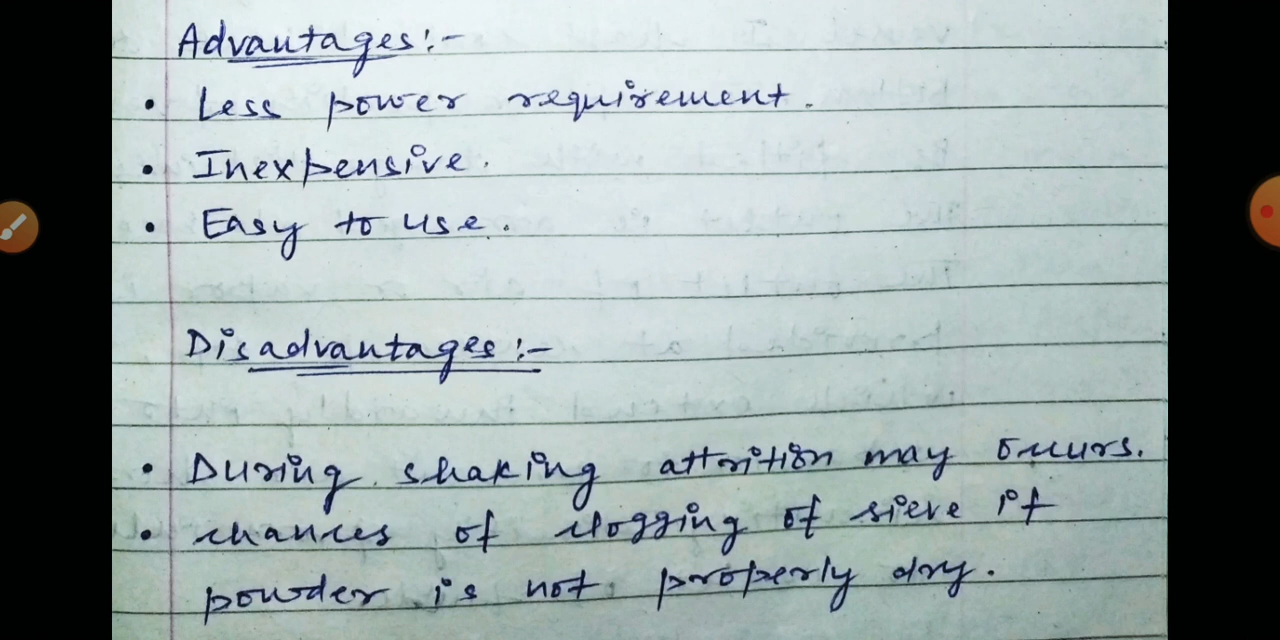 Advantages:-
• Less power requirement.
• Inexpensive.
• Easy to use.
Disadvantages:-
• During shaking attrition may occurs.
• chances of clogging of sieve if
powder is not properly dry.